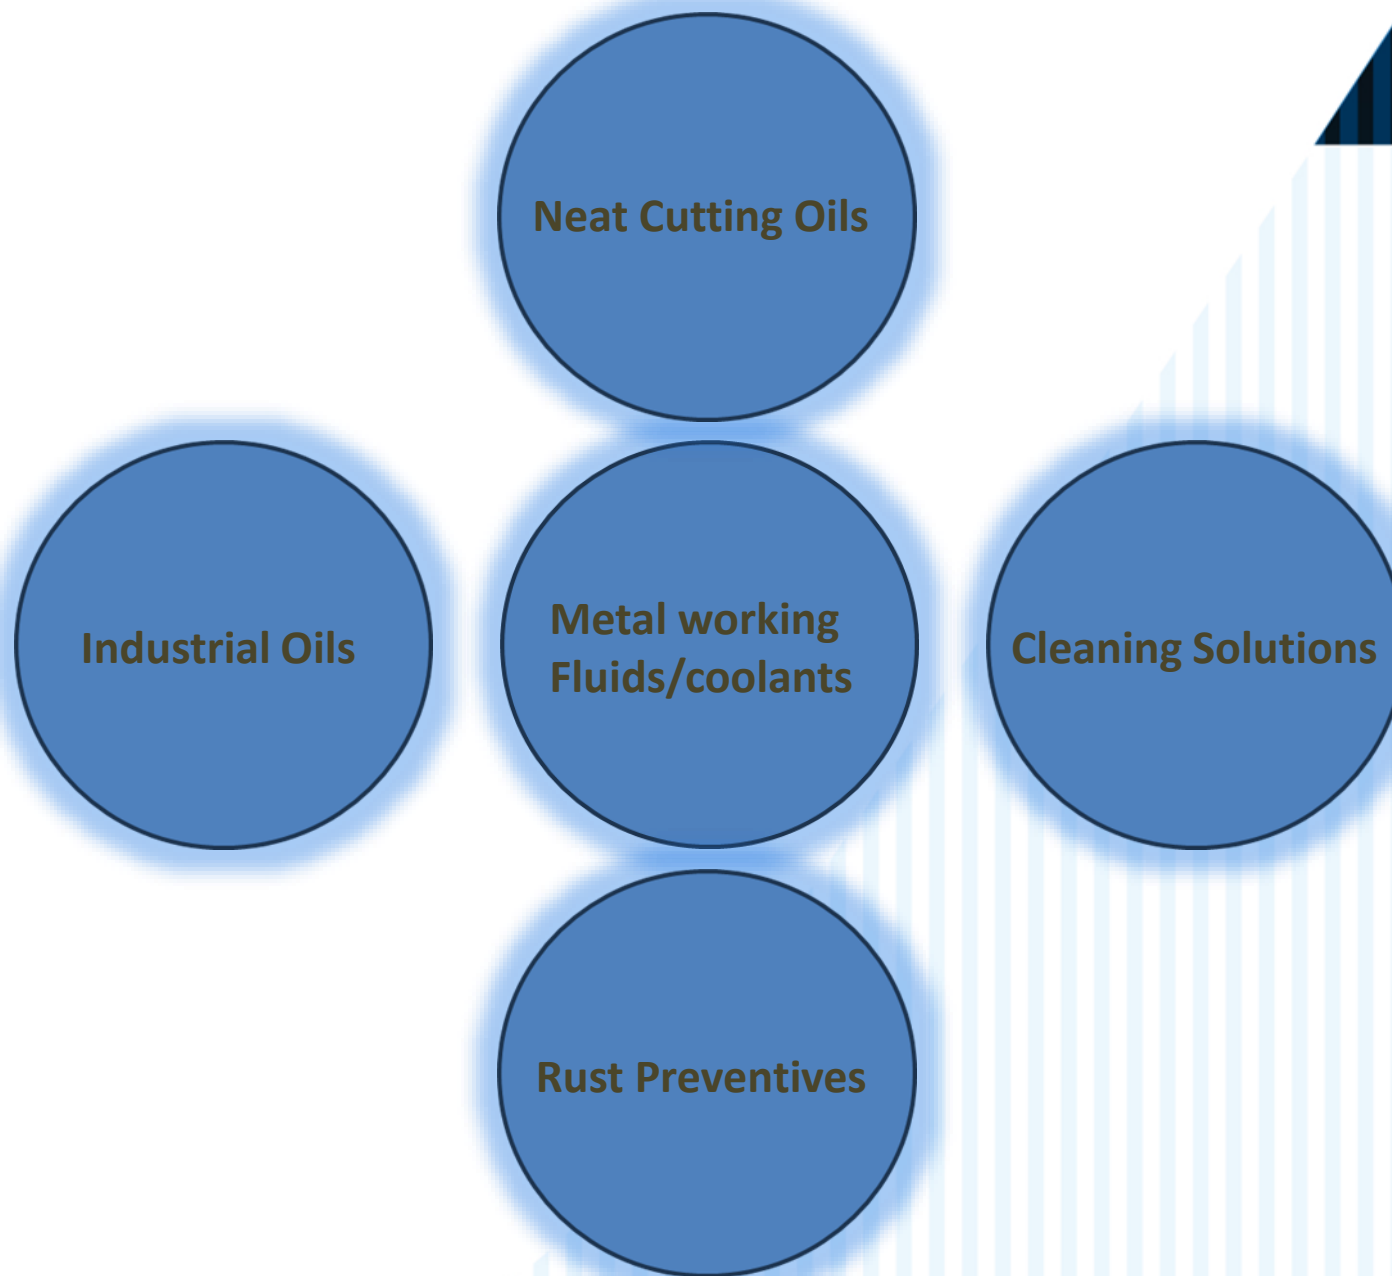 Neat Cutting Oils
Industrial Oils
Metal working
Fluids/coolants
Cleaning Solutions
Rust Preventives